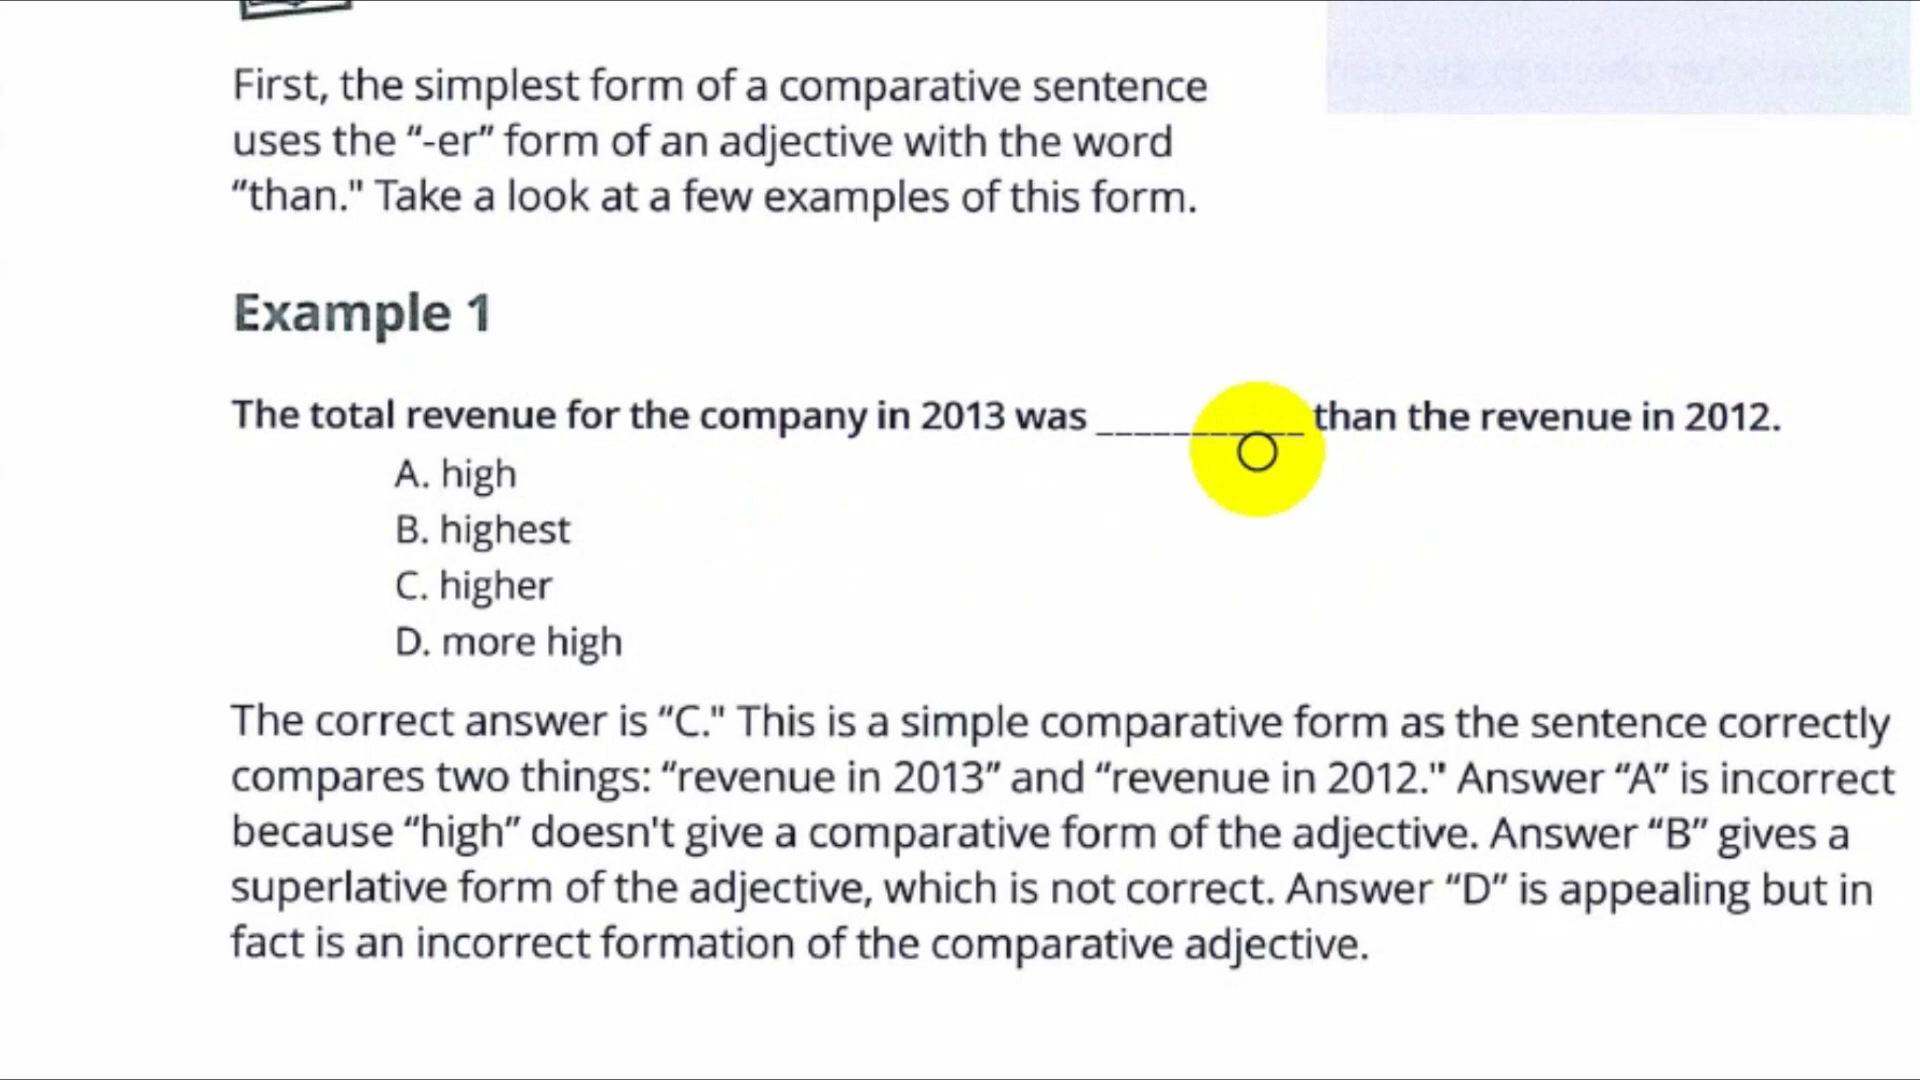 First, the simplest form of a comparative sentence
uses the “-er” form of an adjective with the word
“than." Take a look at a few examples of this form.
Example 1
The total revenue for the company in 2013 was ___________ than the revenue in 2012.
A. high
B. highest
C. higher
D. more high
The correct answer is “C." This is a simple comparative form as the sentence correctly
compares two things: “revenue in 2013” and “revenue in 2012." Answer “A” is incorrect
because “high” doesn't give a comparative form of the adjective. Answer “B” gives a
superlative form of the adjective, which is not correct. Answer “D” is appealing but in
fact is an incorrect formation of the comparative adjective.